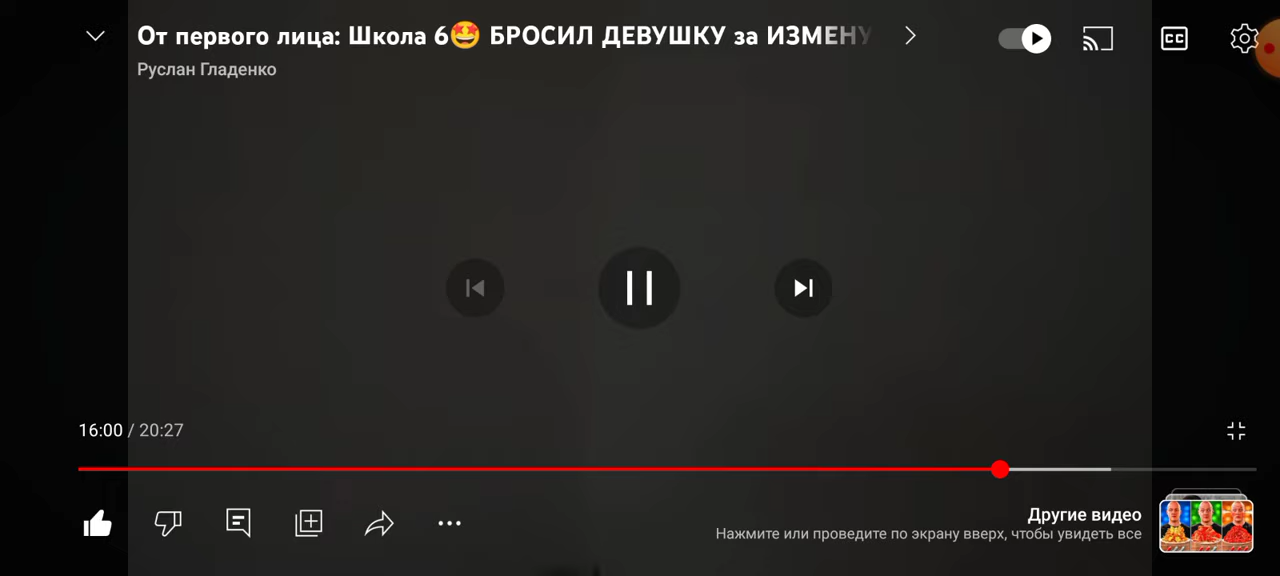 От первого лица: Школа 6🤩 БРОСИЛ ДЕВУШКУ за ИЗМЕНУ
Руслан Гладенко
CC
16:00 / 20:27
Другие видео
Нажмите или проведите по экрану вверх, чтобы увидеть все